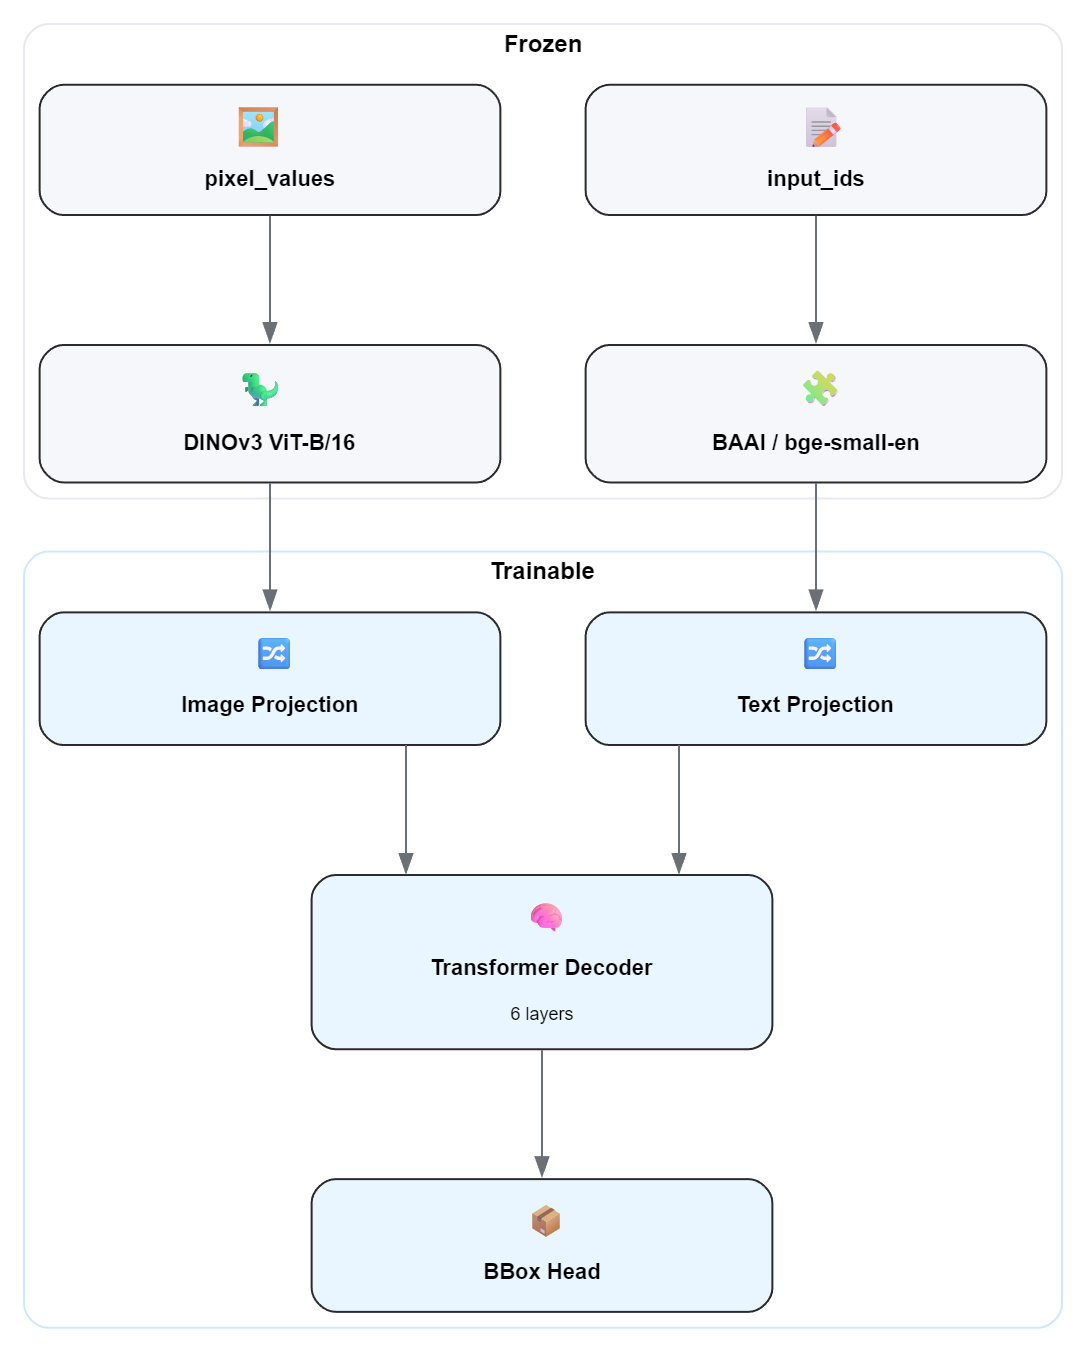 Frozen
pixel_values
input_ids
DINOv3 ViT-B/16
BAAI / bge-small-en
Trainable
Image Projection
Text Projection
Transformer Decoder
6 layers
BBox Head